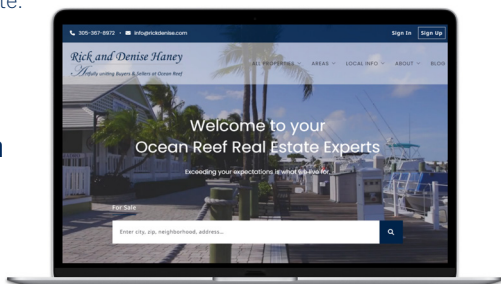 te.
n
305-367-8972 · info@rickdenise.com
Sign In Sign Up
Rick and Denise Haney
Artfully uniting Buyers & Sellers at Ocean Reef
ALL PROPERTIES AREAS LOCAL INFO ABOUT BLOG
Welcome to your
Ocean Reef Real Estate Experts
Exceeding your expectations is what we live for.
For Sale
Enter city, zip, neighborhood, address...